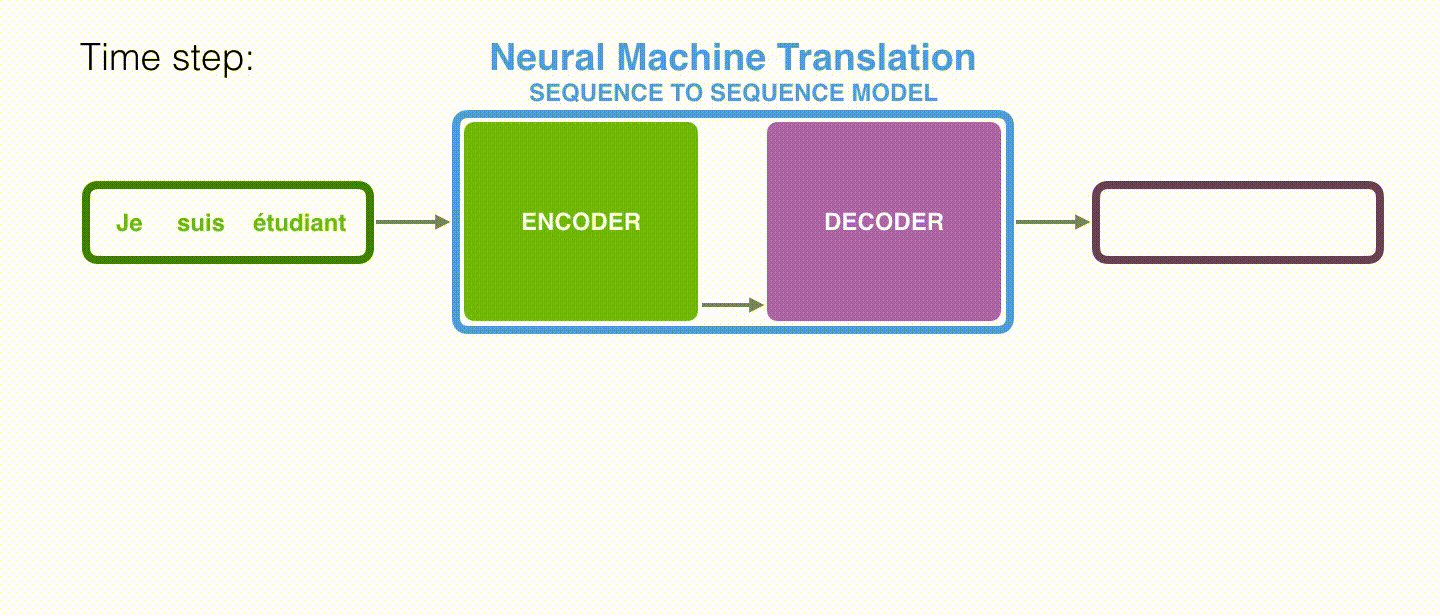 Time step:
Neural Machine Translation
SEQUENCE TO SEQUENCE MODEL
Je suis étudiant
ENCODER
DECODER